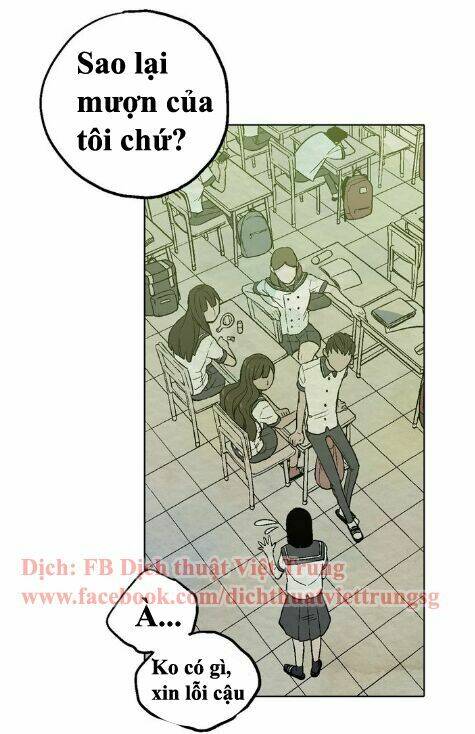 Sao lại
mượn của
tôi chứ?
Dịch: FB Dịch thuật Việt Trung
www.facebook.com/dichthuatviettrungsg
À...
Ko có gì,
xin lỗi cậu